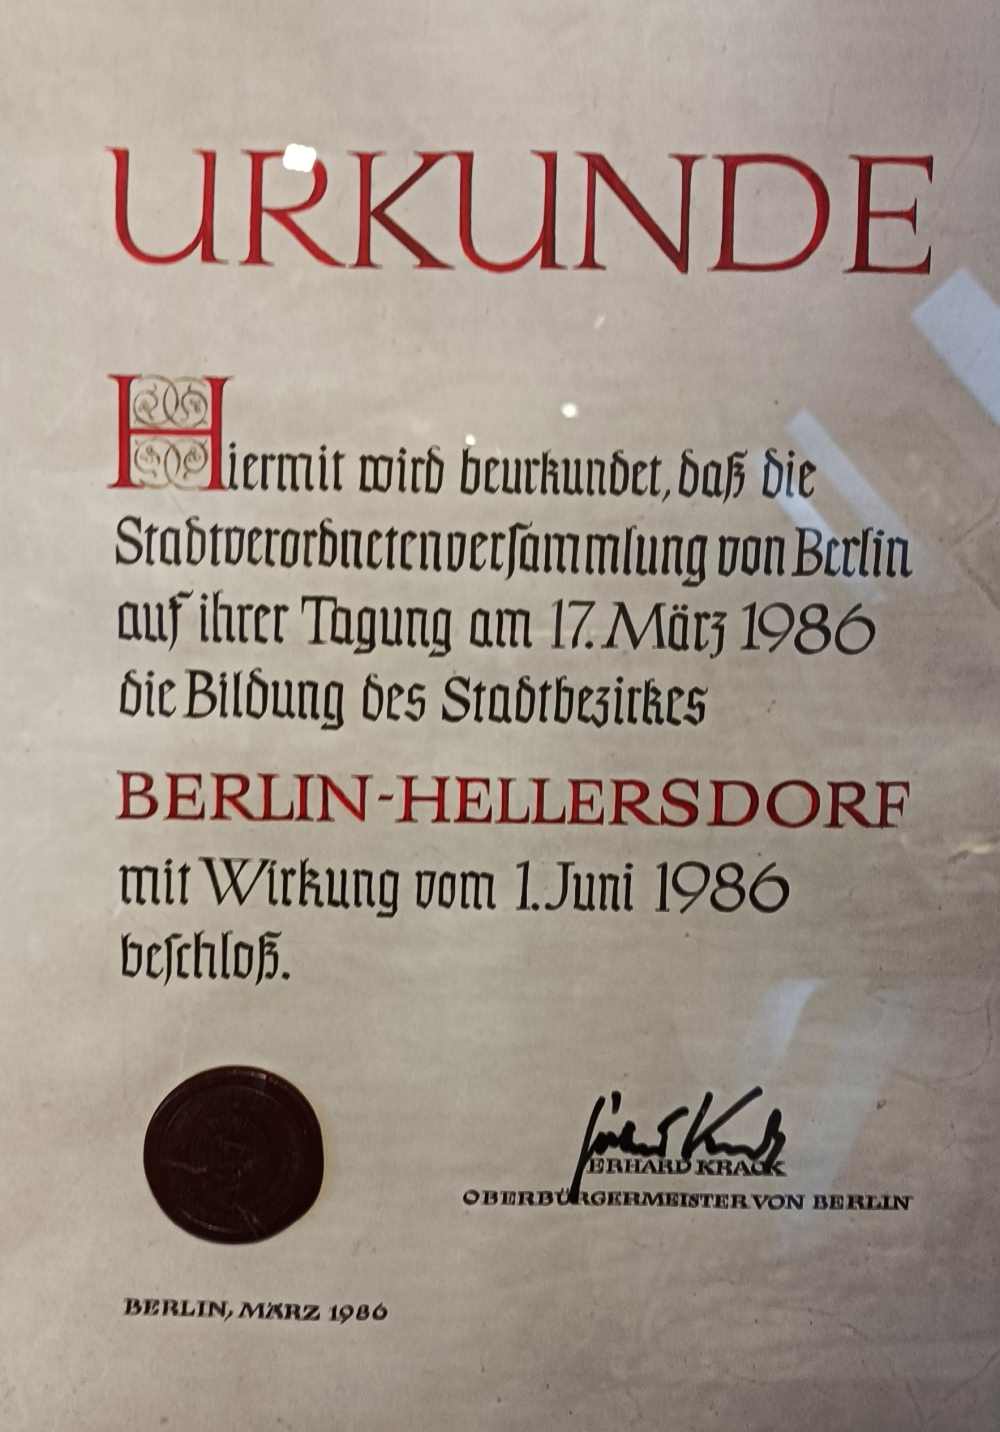 URKUNDE
Hiermit wird beurkundet, daß die
Stadtverordnetenverſammlung von Berlin
auf ihrer Tagung am 17. März 1986
die Bildung des Stadtbezirkes
BERLIN-HELLERSDORF
mit Wirkung vom 1. Juni 1986
beſchloß.
ERHARD KRACK
OBERBÜRGERMEISTER VON BERLIN
BERLIN, MÄRZ 1986